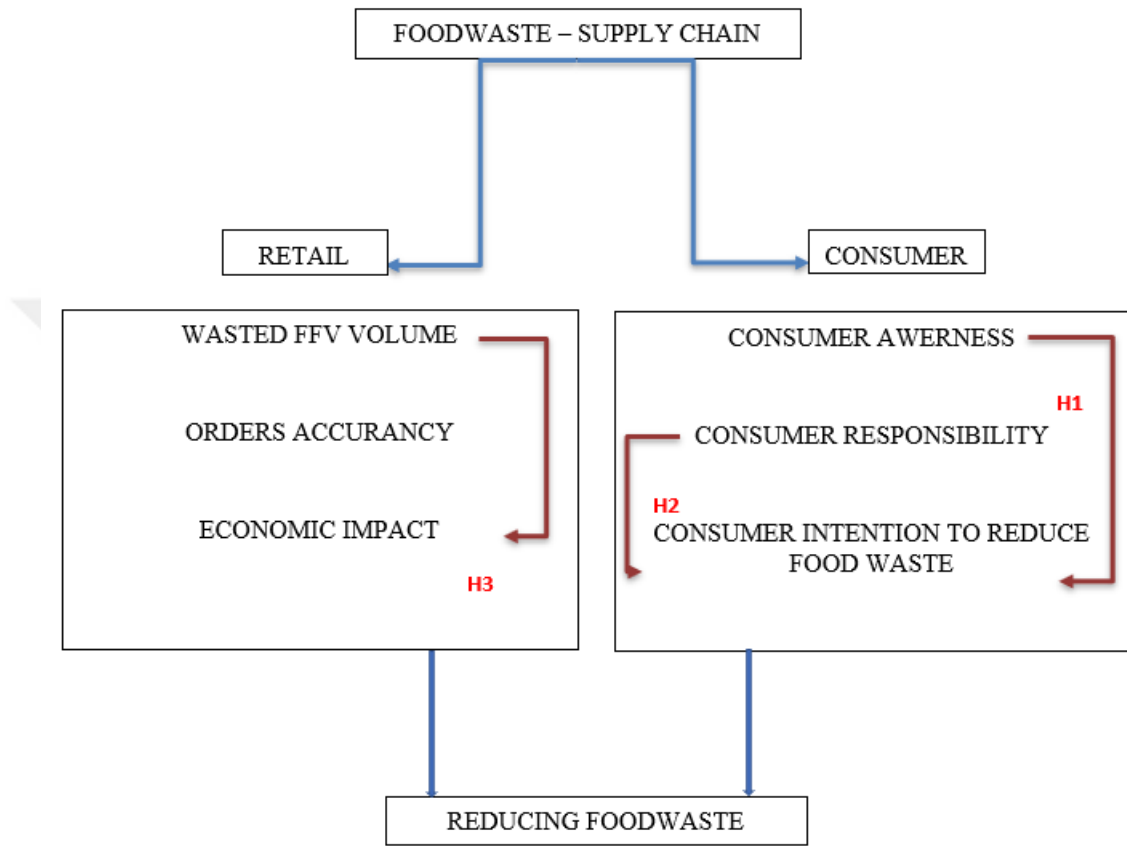 FOODWASTE – SUPPLY CHAIN
RETAIL
CONSUMER
WASTED FFV VOLUME
ORDERS ACCURANCY
ECONOMIC IMPACT
H3
CONSUMER AWERNESS
H1
CONSUMER RESPONSIBILITY
H2
CONSUMER INTENTION TO REDUCE
FOOD WASTE
REDUCING FOODWASTE